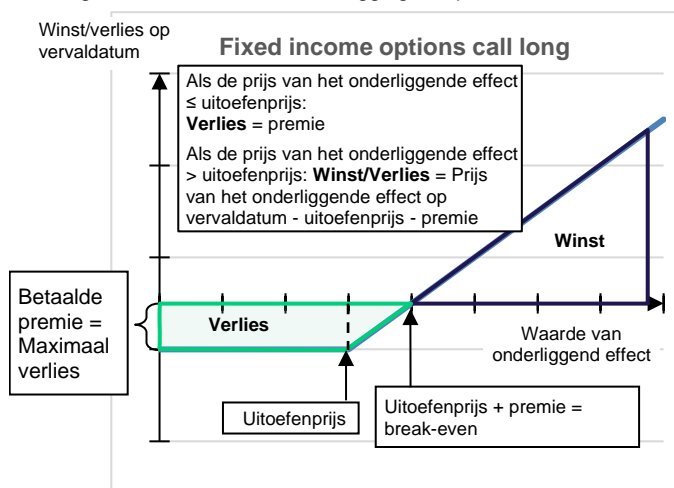 Winst/verlies op
vervaldatum
Fixed income options call long
Als de prijs van het onderliggende effect
≤ uitoefenprijs:
Verlies = premie
Als de prijs van het onderliggende effect
> uitoefenprijs: Winst/Verlies = Prijs
van het onderliggende effect op
vervaldatum - uitoefenprijs - premie
Winst
Betaalde
premie =
Maximaal
verlies
Verlies
Waarde van
onderliggend effect
Uitoefenprijs
Uitoefenprijs + premie =
break-even